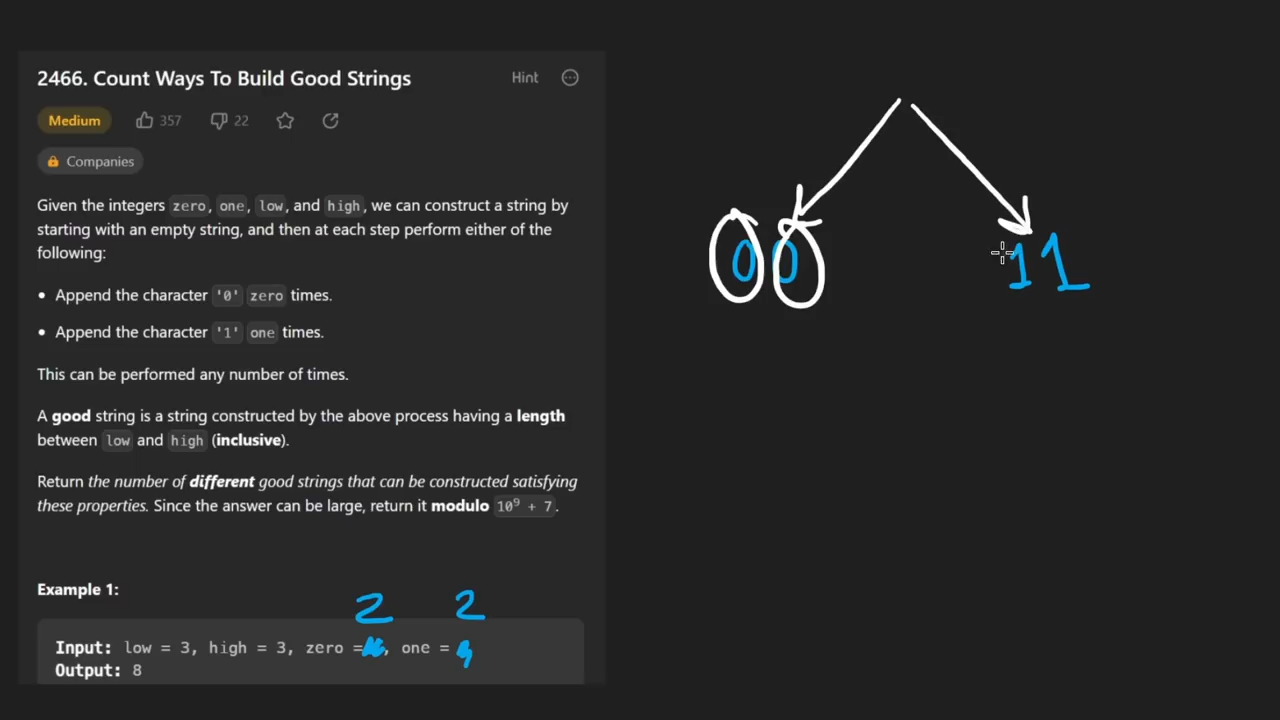 2466. Count Ways To Build Good Strings
Hint
Medium
357
22
Companies
Given the integers zero, one, low, and high, we can construct a string by
starting with an empty string, and then at each step perform either of the
following:
• Append the character '0' zero times.
• Append the character '1' one times.
This can be performed any number of times.
A good string is a string constructed by the above process having a length
between low and high (inclusive).
Return the number of different good strings that can be constructed satisfying
these properties. Since the answer can be large, return it modulo 10⁹ + 7.
Example 1:
2 2
Input: low = 3, high = 3, zero = , one =
Output: 8
0 0
1 1